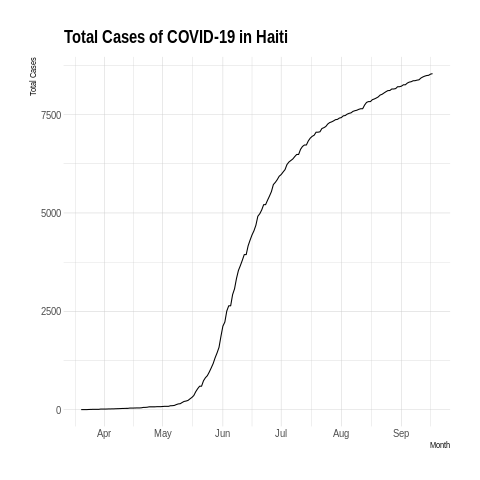 Total Cases of COVID-19 in Haiti
Total Cases
7500
5000
2500
0
Apr May Jun Jul Aug Sep
Month